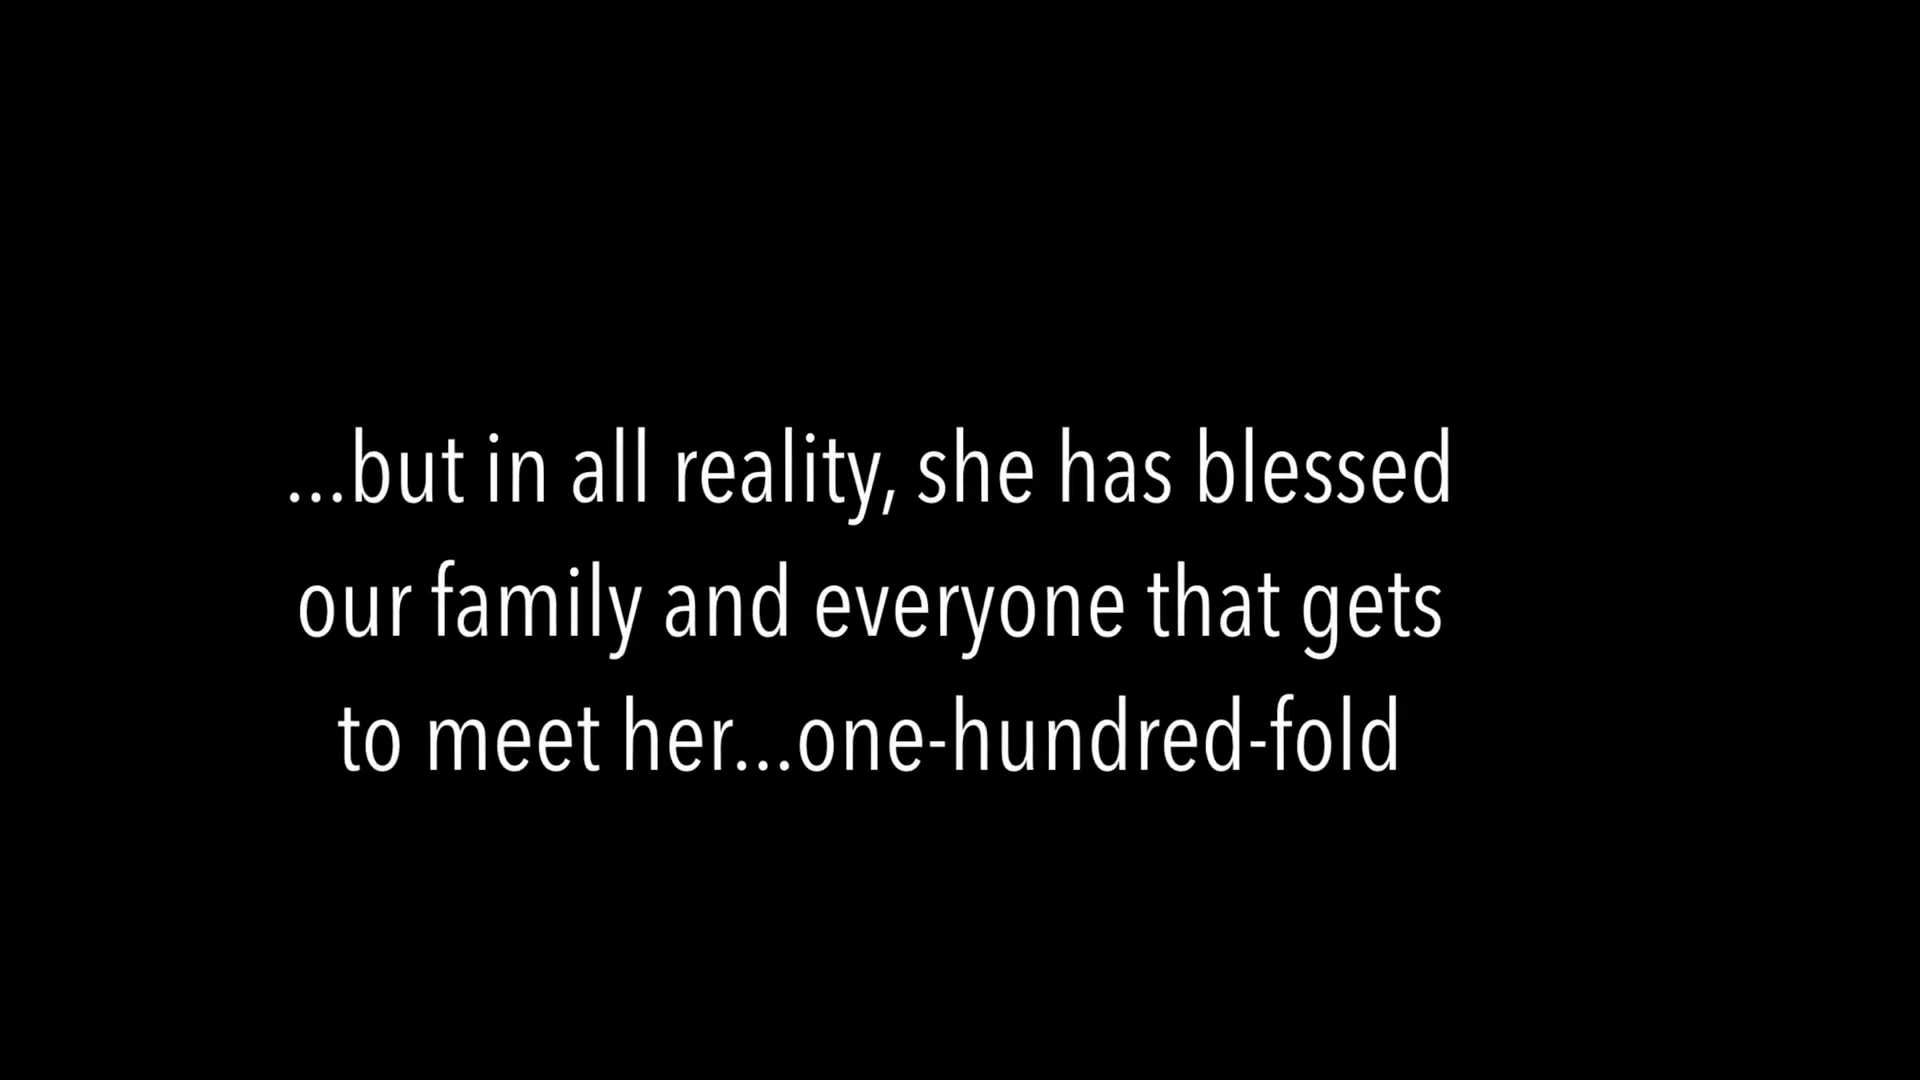 ...but in all reality, she has blessed
our family and everyone that gets
to meet her...one-hundred-fold